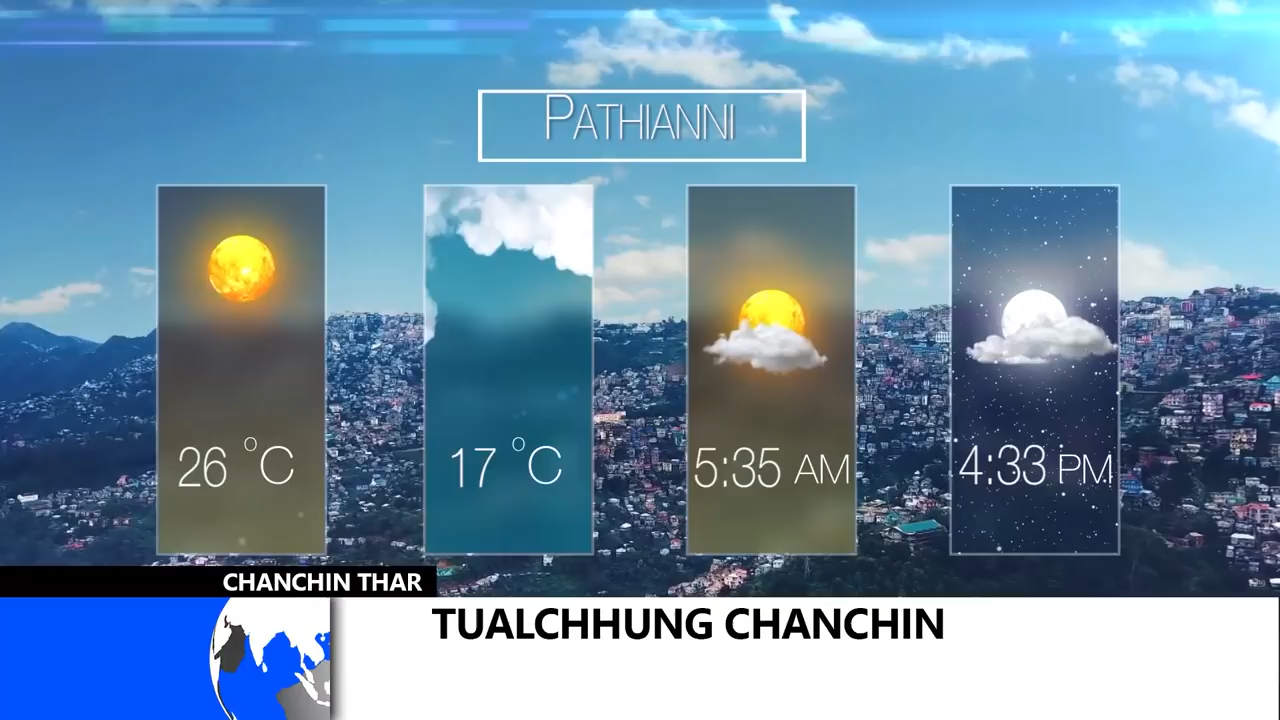 PATHIANNI
26 °C
17 °C
5:35 AM
4:33 PM
CHANCHIN THAR
TUALCHHUNG CHANCHIN